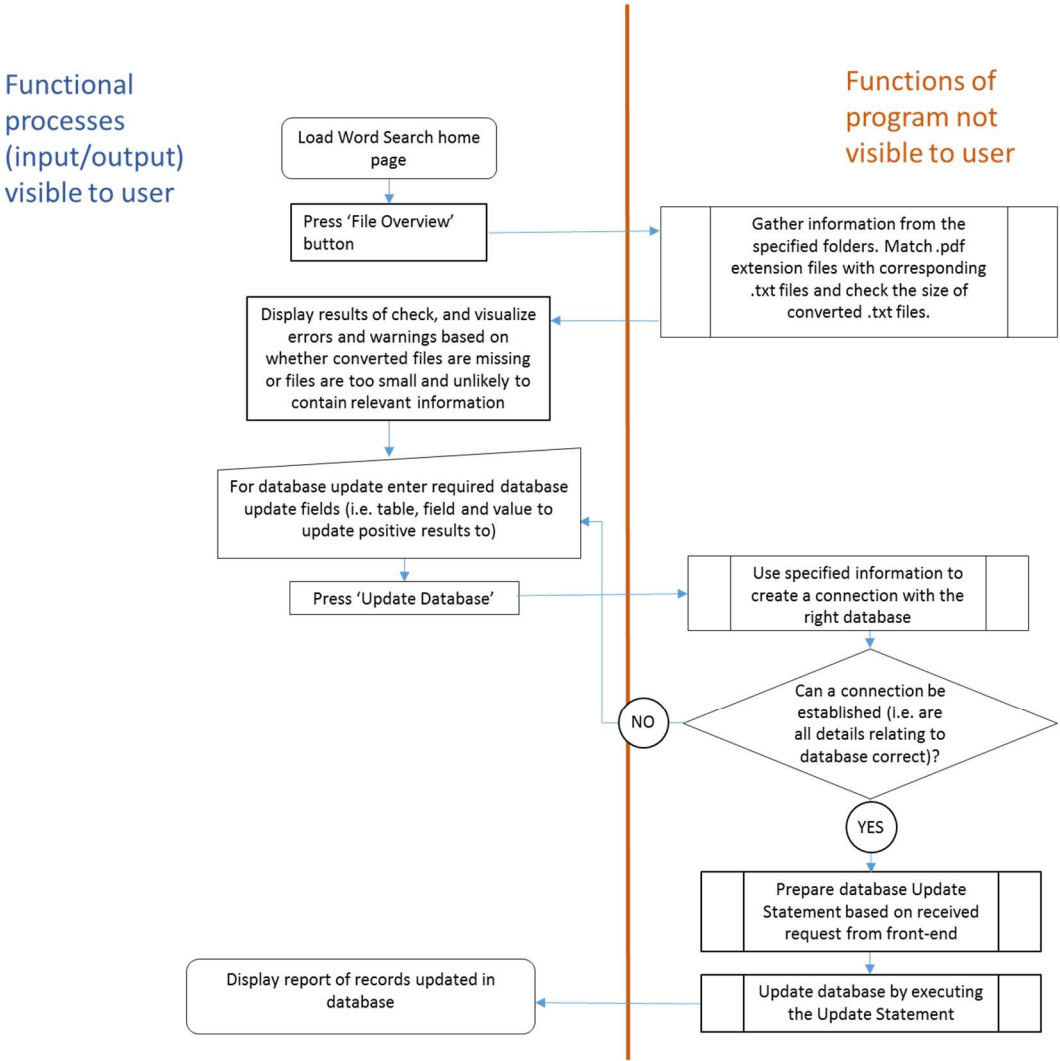 Functional
processes
(input/output)
visible to user
Functions of
program not
visible to user
Load Word Search home
page
Press ‘File Overview’
button
Gather information from the
specified folders. Match .pdf
extension files with corresponding
.txt files and check the size of
converted .txt files.
Display results of check, and visualize
errors and warnings based on
whether converted files are missing
or files are too small and unlikely to
contain relevant information
For database update enter required database
update fields (i.e. table, field and value to
update positive results to)
Press ‘Update Database’
Use specified information to
create a connection with the
right database
Can a connection be
established (i.e. are
all details relating to
database correct)?
NO
YES
Prepare database Update
Statement based on received
request from front-end
Update database by executing
the Update Statement
Display report of records updated in
database